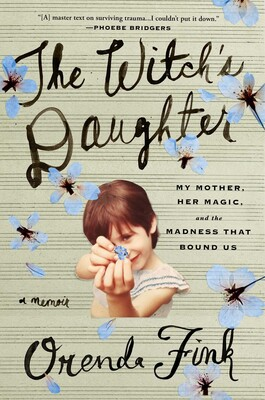 "[A] master text on surviving trauma...I couldn't put it down."
—PHOEBE BRIDGERS
The Witch's
Daughter
MY MOTHER,
HER MAGIC,
and the
MADNESS THAT
BOUND US
a memoir
Orenda Fink